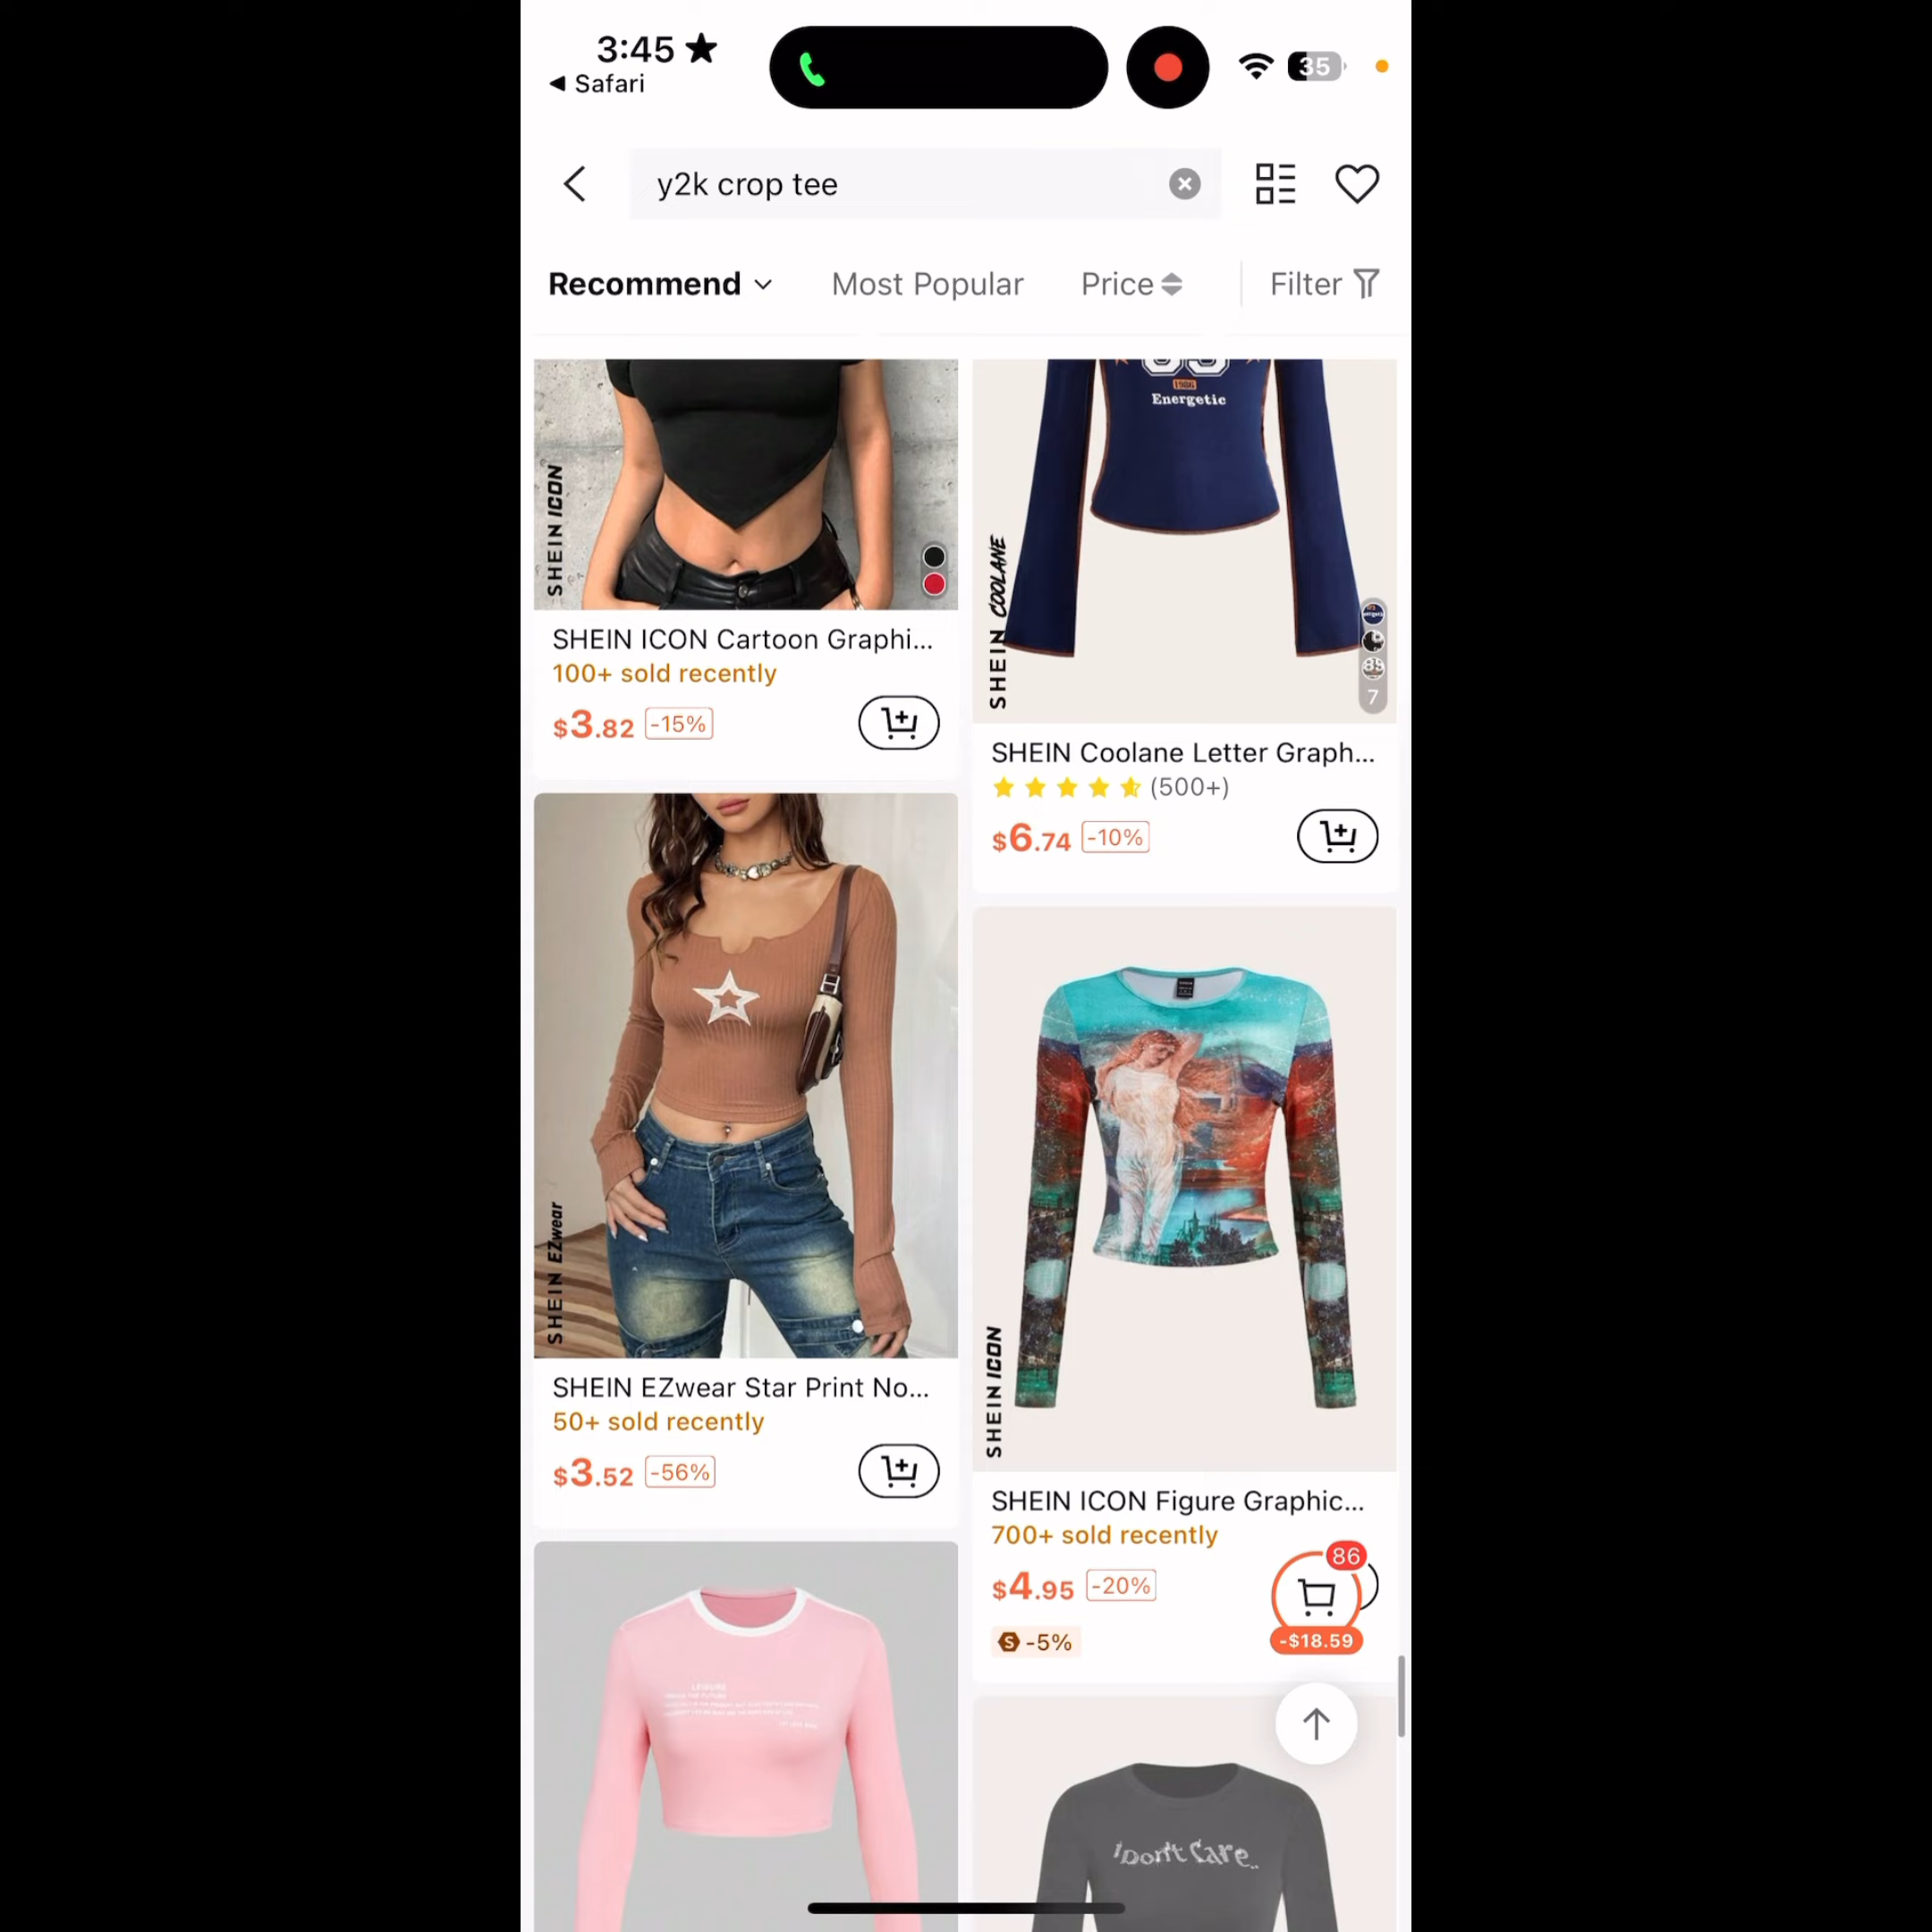 3:45
Safari
35
y2k crop tee
Recommend
Most Popular
Price
Filter
SHEIN ICON
SHEIN ICON Cartoon Graphi...
100+ sold recently
$3.82 -15%
1986
Energetic
SHEIN COOLANE
7
SHEIN Coolane Letter Graph...
(500+)
$6.74 -10%
SHEIN EZwear
SHEIN EZwear Star Print No...
50+ sold recently
$3.52 -56%
SHEIN ICON
SHEIN ICON Figure Graphic...
700+ sold recently
$4.95 -20%
S -5%
86
-$18.59
LEISURE
I Don't Care..